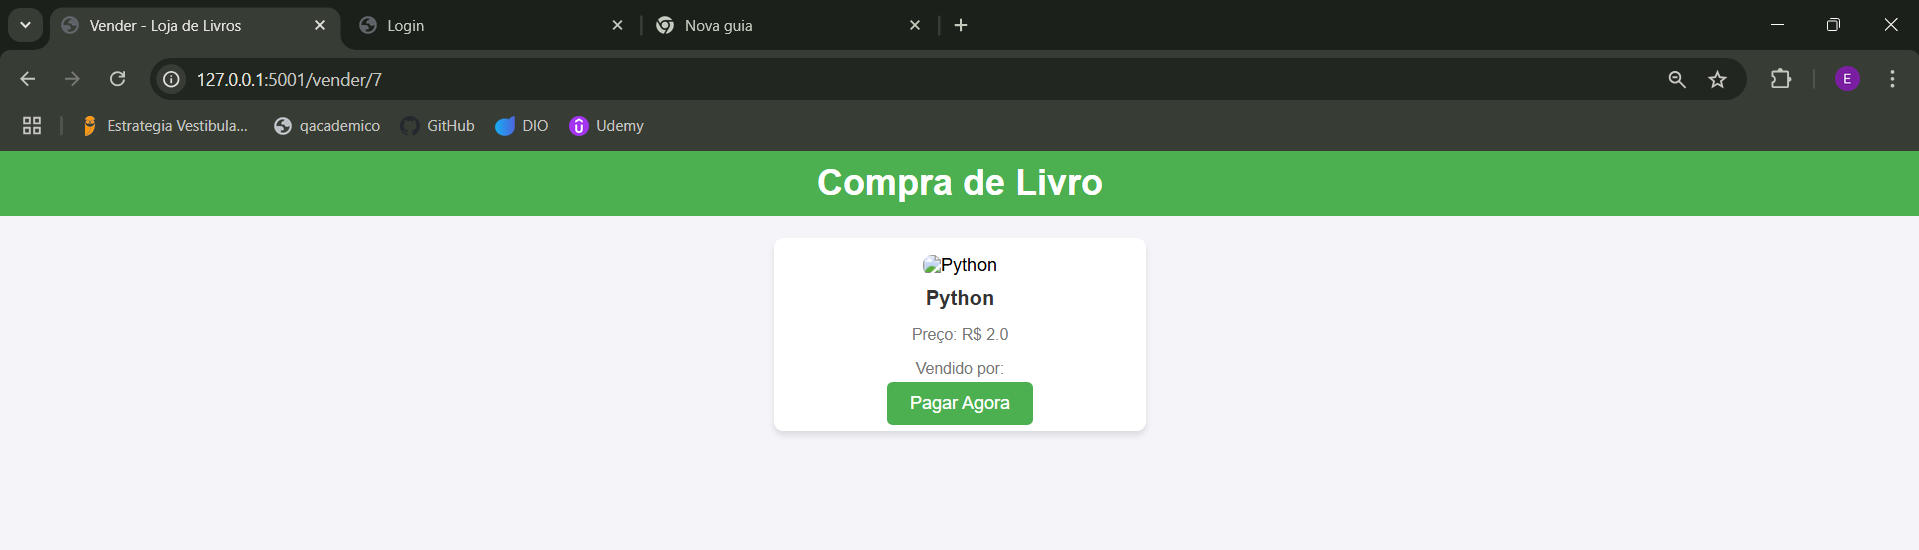 Vender - Loja de Livros
Login
Nova guia
127.0.0.1:5001/vender/7
E
Estrategia Vestibula...
qacademico
GitHub
DIO
Udemy
Compra de Livro
Python
Python
Preço: R$ 2.0
Vendido por:
Pagar Agora